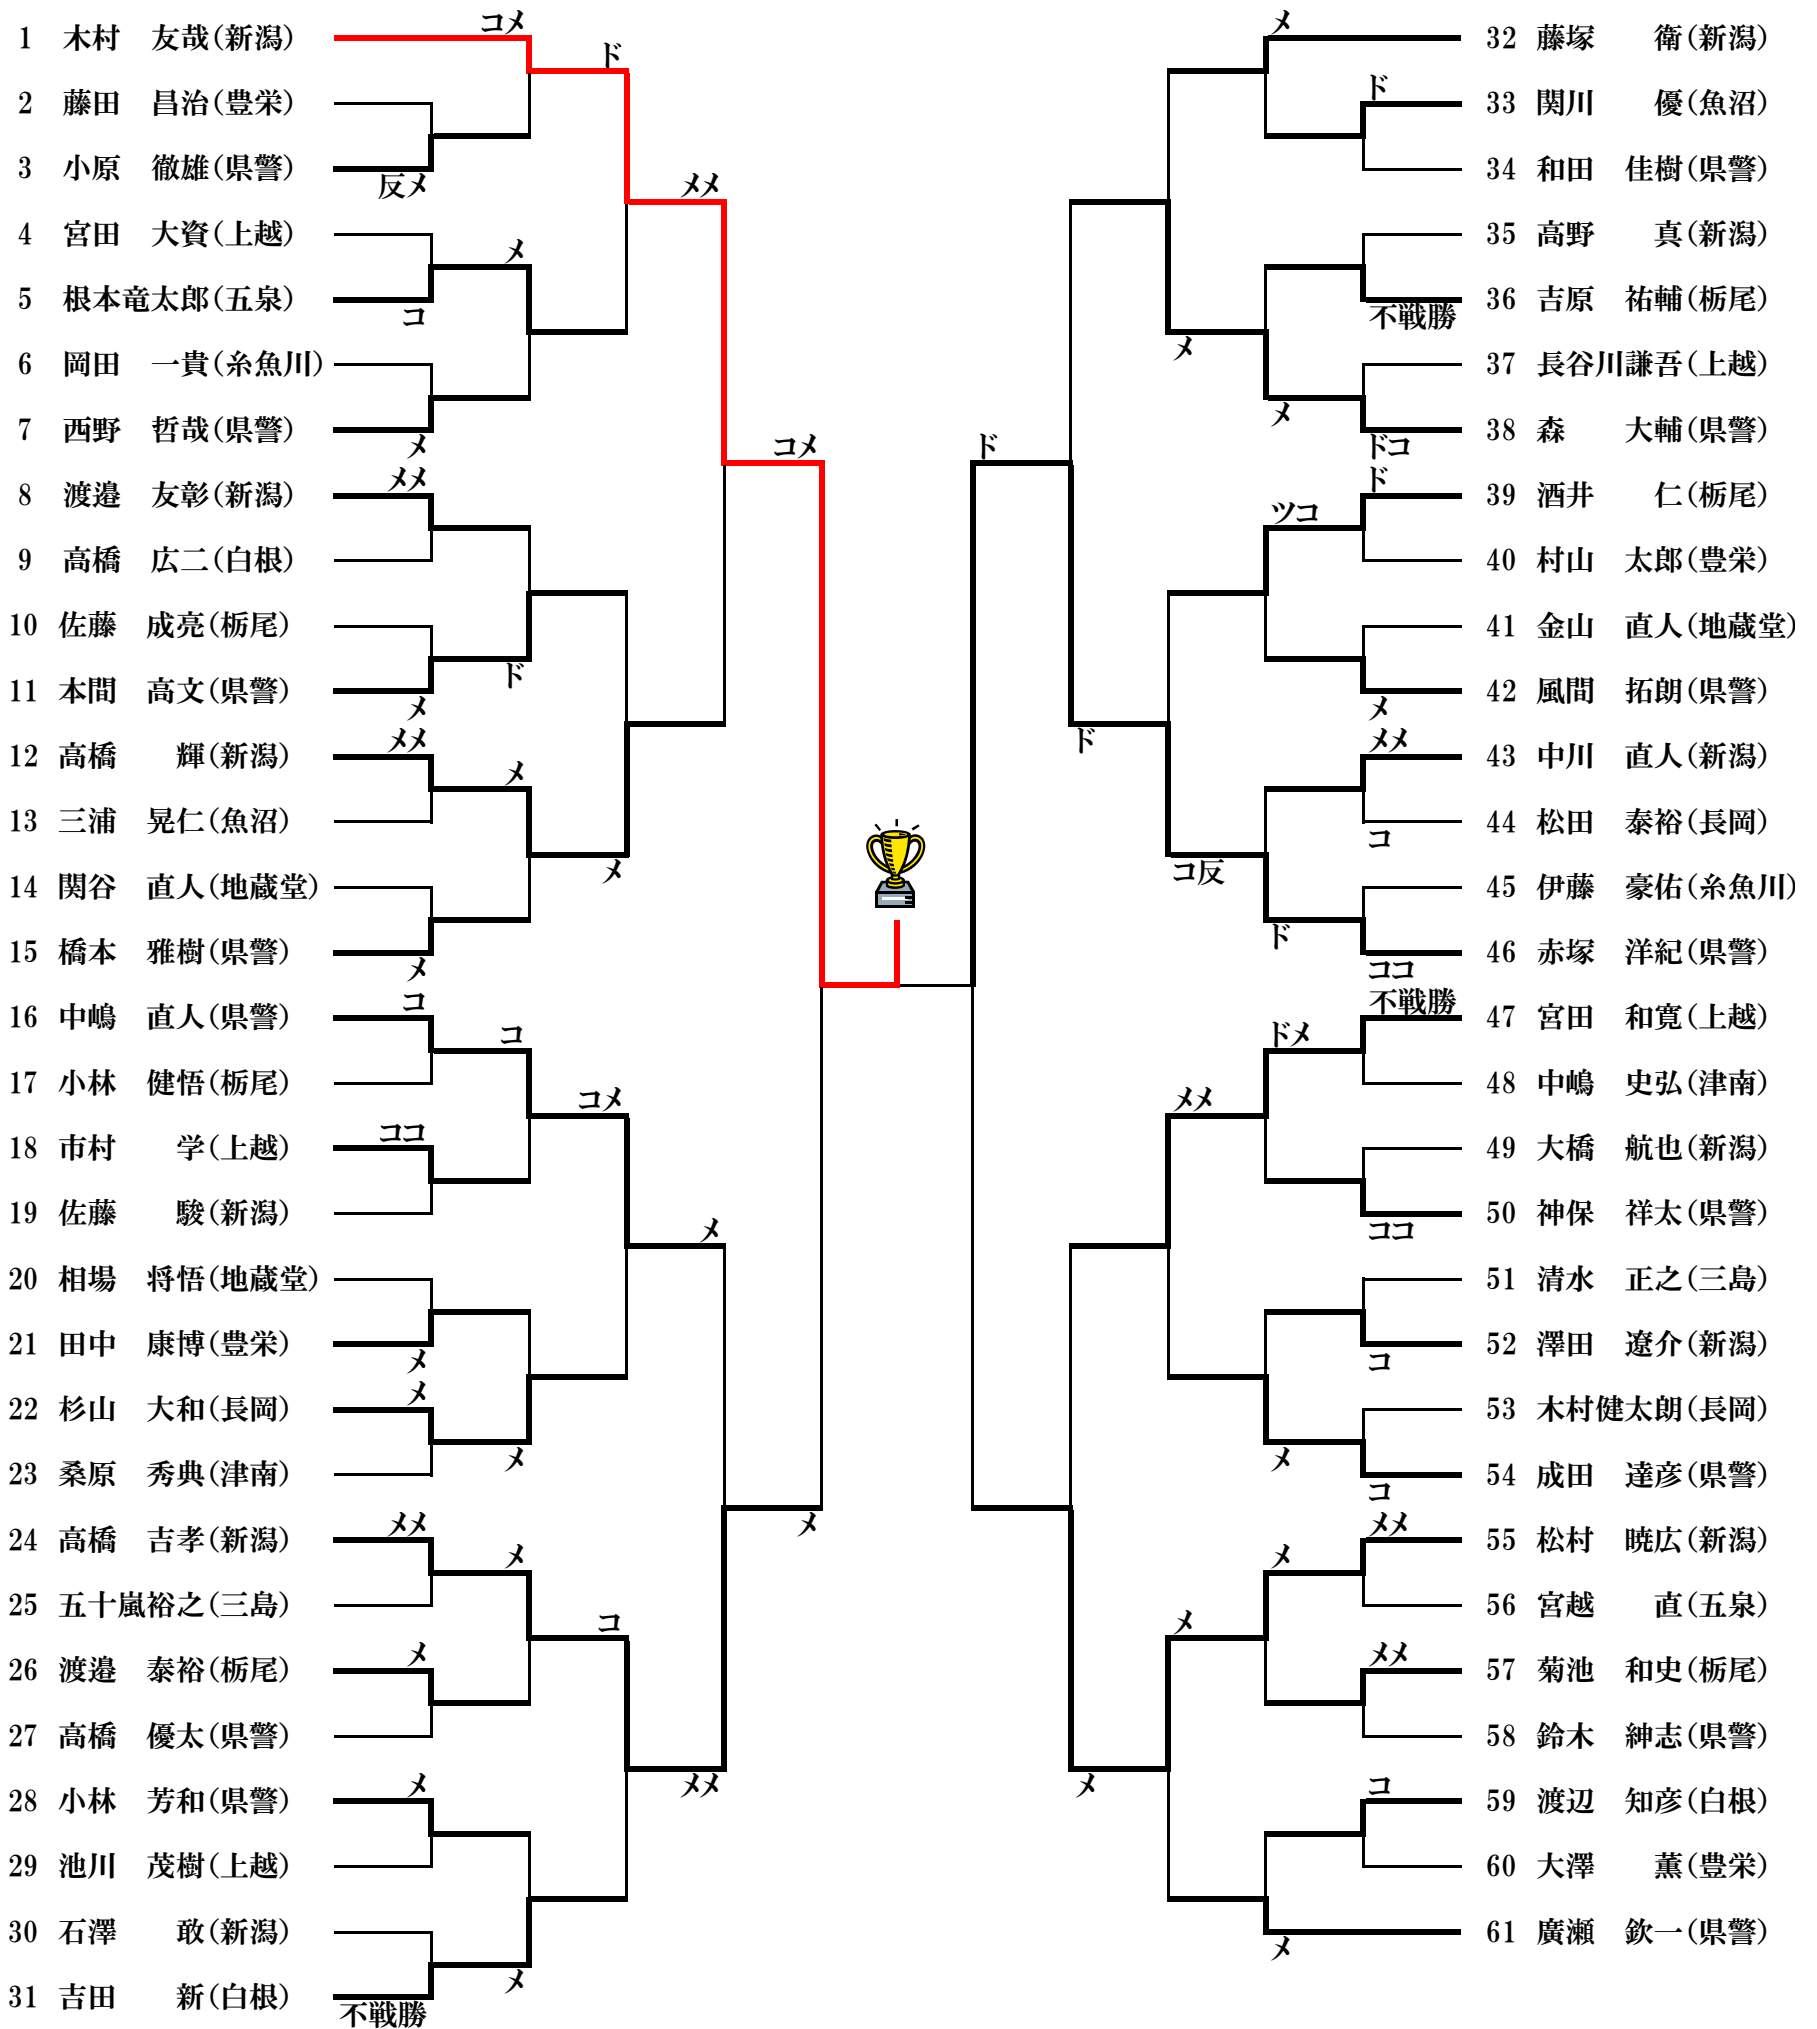 1 木村 友哉(新潟)
2 藤田 昌治(豊栄)
3 小原 徹雄(県警)
4 宮田 大資(上越)
5 根本竜太郎(五泉)
6 岡田 一貴(糸魚川)
7 西野 哲哉(県警)
8 渡邉 友彰(新潟)
9 高橋 広二(白根)
10 佐藤 成亮(栃尾)
11 本間 高文(県警)
12 高橋 輝(新潟)
13 三浦 晃仁(魚沼)
14 関谷 直人(地蔵堂)
15 橋本 雅樹(県警)
16 中嶋 直人(県警)
17 小林 健悟(栃尾)
18 市村 学(上越)
19 佐藤 駿(新潟)
20 相場 将悟(地蔵堂)
21 田中 康博(豊栄)
22 杉山 大和(長岡)
23 桑原 秀典(津南)
24 高橋 吉孝(新潟)
25 五十嵐裕之(三島)
26 渡邉 泰裕(栃尾)
27 高橋 優太(県警)
28 小林 芳和(県警)
29 池川 茂樹(上越)
30 石澤 敢(新潟)
31 吉田 新(白根)
反メ
コ
メ
メメ
メ
メメ
メ
コ
ココ
メ
メ
メメ
メ
メ
不戦勝
コメ
メ
ド
メ
コ
メ
メ
メ
ド
メ
コメ
コ
メメ
メ
メメ
コメ
メ
ド
ド
メ
メ
コ反
メメ
メ
メ
メ
ツコ
ド
ドメ
メ
メ
メ
ド
不戦勝
ドコ
ド
メ
メメ
コ
ココ
不戦勝
ココ
コ
コ
メメ
メメ
コ
32 藤塚 衛(新潟)
33 関川 優(魚沼)
34 和田 佳樹(県警)
35 高野 真(新潟)
36 吉原 祐輔(栃尾)
37 長谷川謙吾(上越)
38 森 大輔(県警)
39 酒井 仁(栃尾)
40 村山 太郎(豊栄)
41 金山 直人(地蔵堂)
42 風間 拓朗(県警)
43 中川 直人(新潟)
44 松田 泰裕(長岡)
45 伊藤 豪佑(糸魚川)
46 赤塚 洋紀(県警)
47 宮田 和寛(上越)
48 中嶋 史弘(津南)
49 大橋 航也(新潟)
50 神保 祥太(県警)
51 清水 正之(三島)
52 澤田 遼介(新潟)
53 木村健太朗(長岡)
54 成田 達彦(県警)
55 松村 暁広(新潟)
56 宮越 直(五泉)
57 菊池 和史(栃尾)
58 鈴木 紳志(県警)
59 渡辺 知彦(白根)
60 大澤 薫(豊栄)
61 廣瀬 欽一(県警)